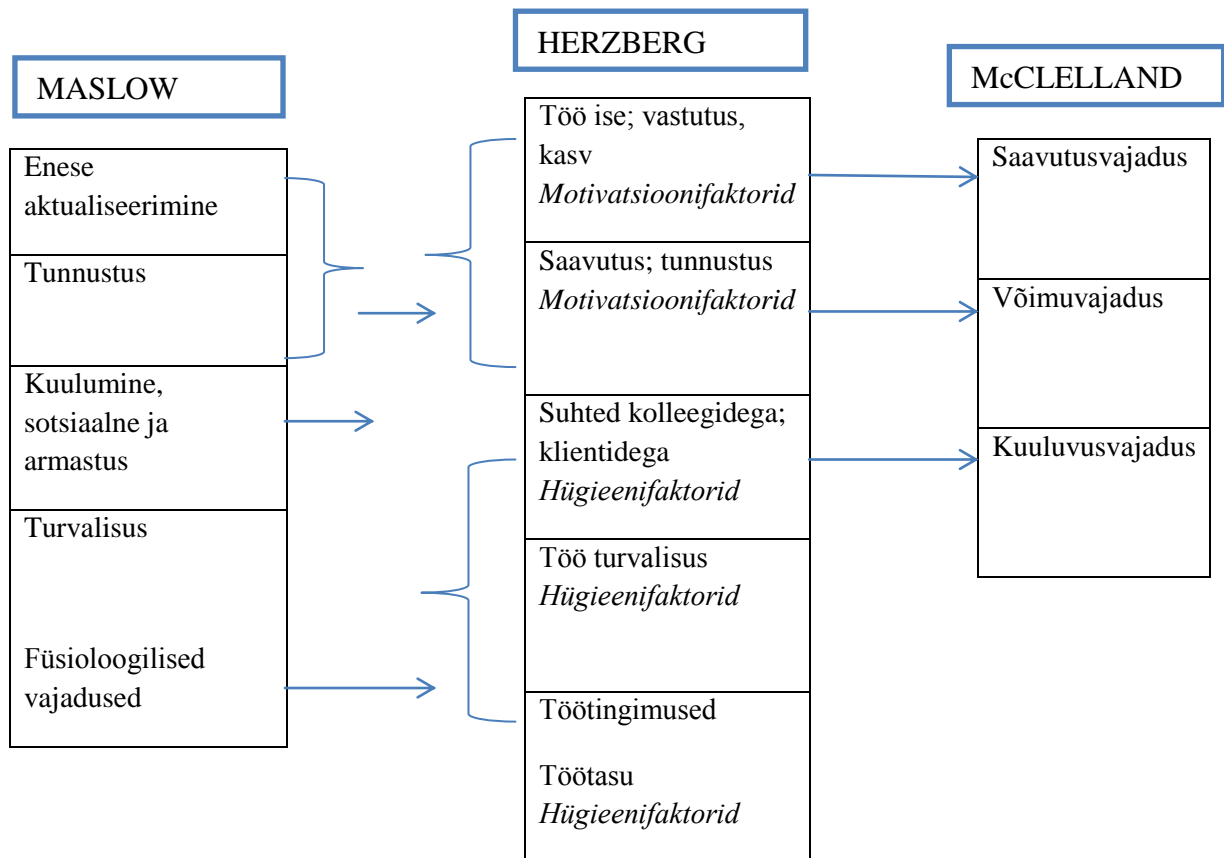 MASLOW
Enese
aktualiseerimine
Tunnustus
Kuulumine,
sotsiaalne ja
armastus
Turvalisus
Füsioloogilised
vajadused
HERZBERG
Töö ise; vastutus,
kasv
Motivatsioonifaktorid
Saavutus; tunnustus
Motivatsioonifaktorid
Suhted kolleegidega;
klientidega
Hügieenifaktorid
Töö turvalisus
Hügieenifaktorid
Töötingimused
Töötasu
Hügieenifaktorid
McCLELLAND
Saavutusvajadus
Võimuvajadus
Kuuluvusvajadus